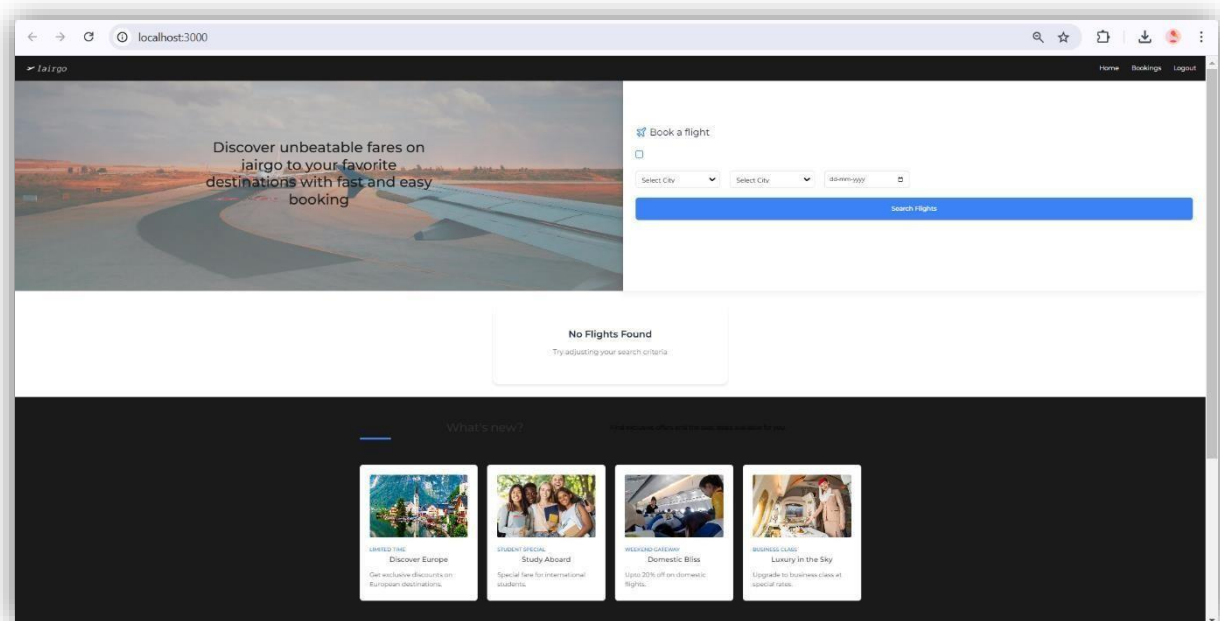 localhost:3000
Iairgo
Home Bookings Logout
Discover unbeatable fares on
iairgo to your favorite
destinations with fast and easy
booking
Book a flight
Select City Select City dd-mm-yyyy
Search Flights
No Flights Found
Try adjusting your search criteria
What's new?
LIMITED TIME
Discover Europe
Get exclusive discounts on
European destinations.
STUDENT SPECIAL
Study Aboard
Special fare for international
students.
WEEKEND GATEWAY
Domestic Bliss
Upto 20% off on domestic
flights.
BUSINESS CLASS
Luxury in the Sky
Upgrade to business class at
special rates.